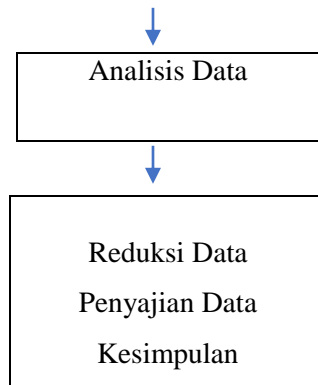 Analisis Data
Reduksi Data
Penyajian Data
Kesimpulan